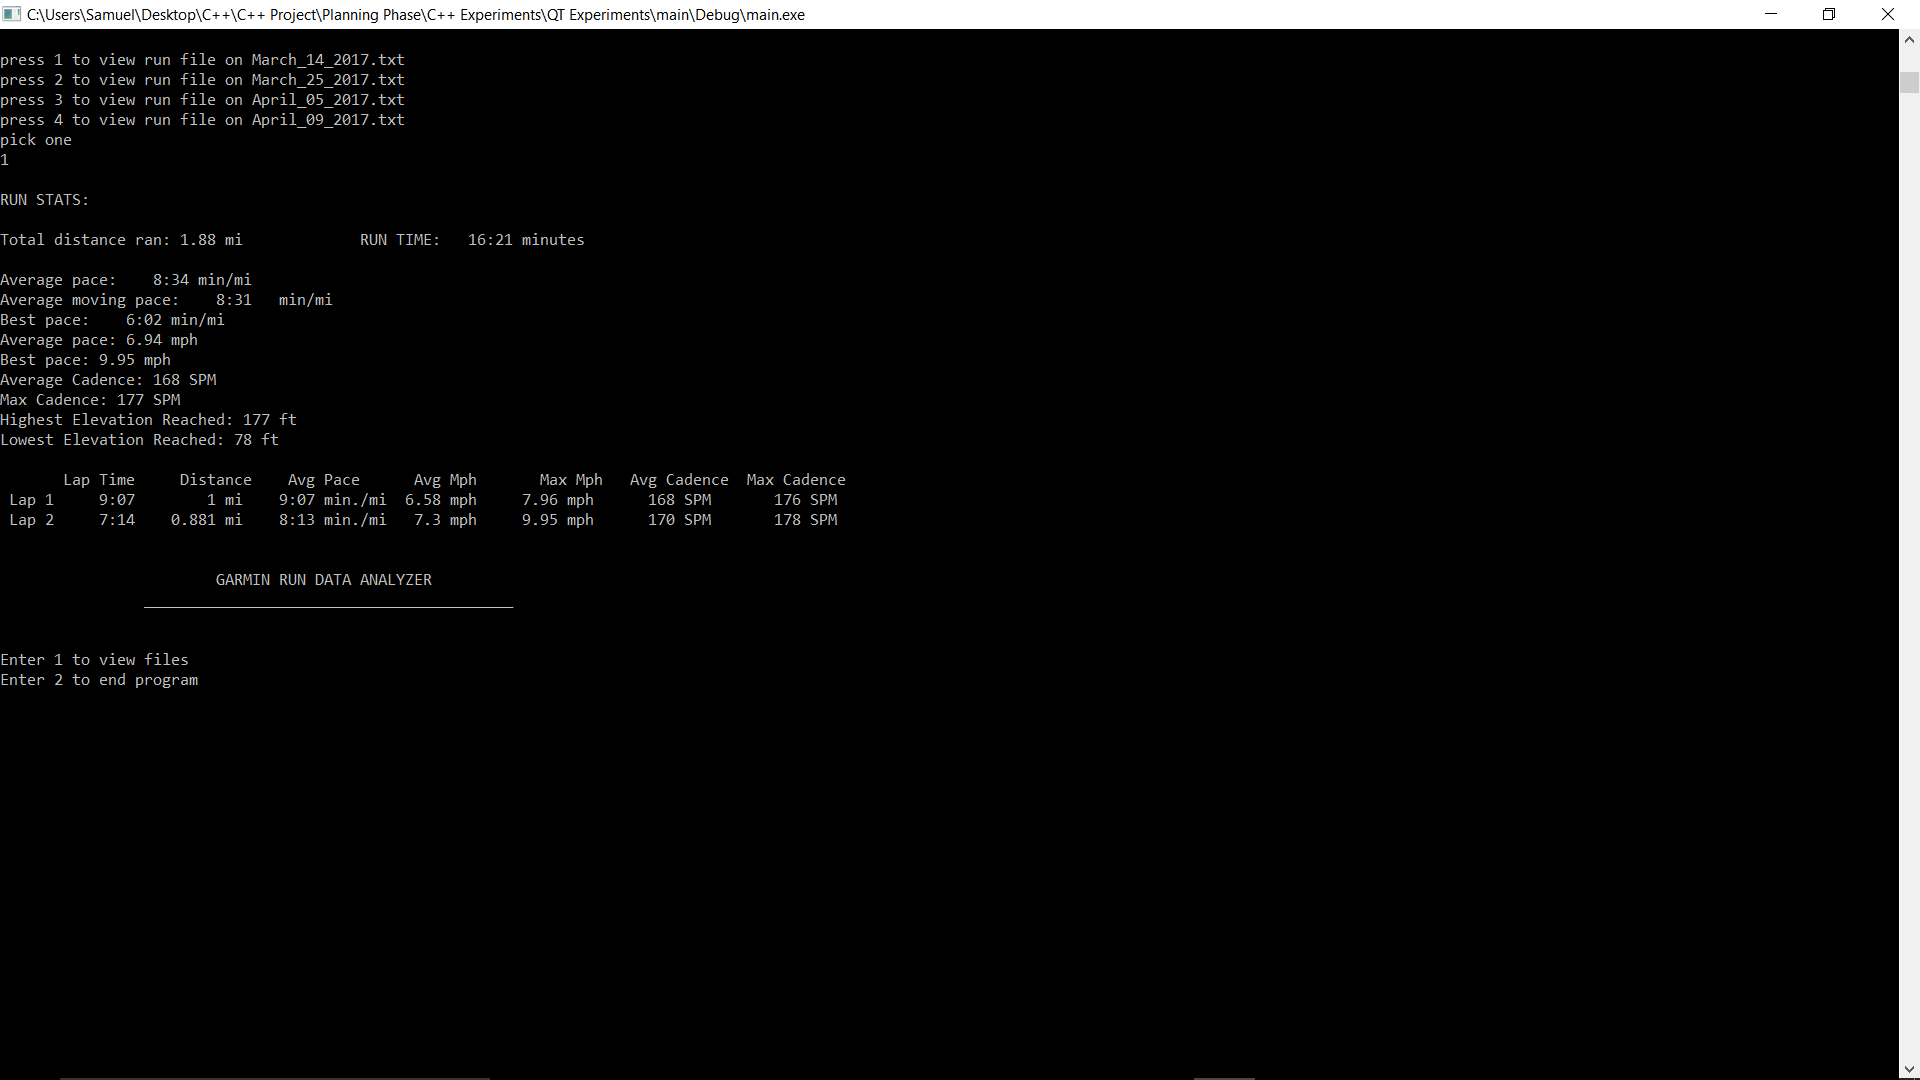 C:\Users\Samuel\Desktop\C++\C++ Project\Planning Phase\C++ Experiments\QT Experiments\main\Debug\main.exe
press 1 to view run file on March_14_2017.txt
press 2 to view run file on March_25_2017.txt
press 3 to view run file on April_05_2017.txt
press 4 to view run file on April_09_2017.txt
pick one
1
RUN STATS:
Total distance ran: 1.88 mi             RUN TIME:   16:21 minutes
Average pace:    8:34 min/mi
Average moving pace:    8:31   min/mi
Best pace:    6:02 min/mi
Average pace: 6.94 mph
Best pace: 9.95 mph
Average Cadence: 168 SPM
Max Cadence: 177 SPM
Highest Elevation Reached: 177 ft
Lowest Elevation Reached: 78 ft
       Lap Time     Distance    Avg Pace      Avg Mph       Max Mph   Avg Cadence  Max Cadence
 Lap 1     9:07        1 mi    9:07 min./mi  6.58 mph     7.96 mph      168 SPM       176 SPM
 Lap 2     7:14    0.881 mi    8:13 min./mi   7.3 mph     9.95 mph      170 SPM       178 SPM
GARMIN RUN DATA ANALYZER
Enter 1 to view files
Enter 2 to end program